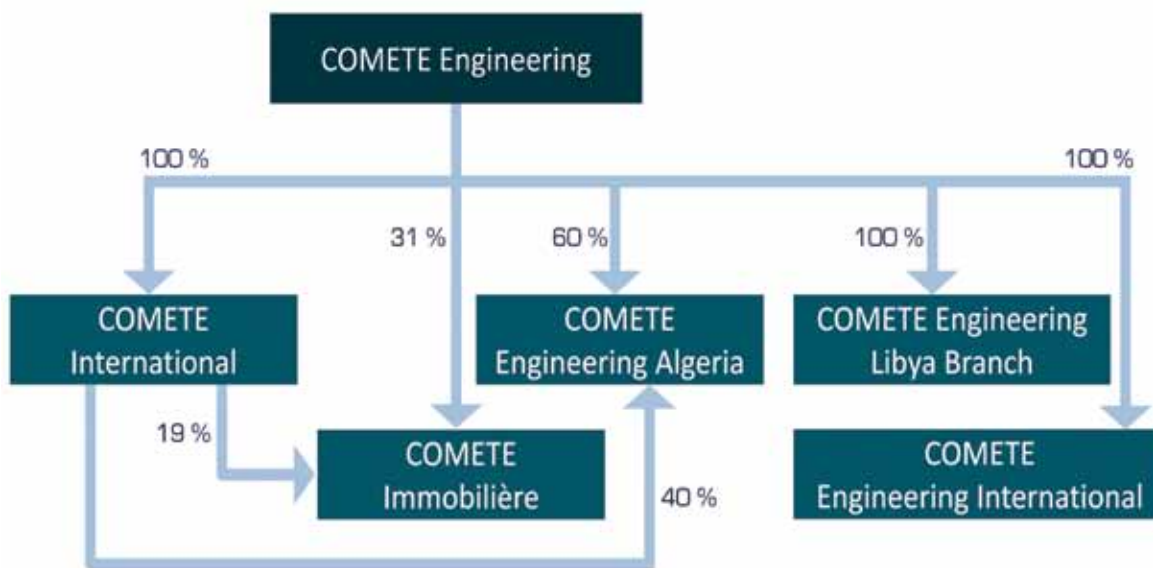 COMETE Engineering
100 %
100 %
31 %
60 %
100 %
COMETE
International
COMETE
Engineering Algeria
COMETE Engineering
Libya Branch
19 %
COMETE
Immobilière
40 %
COMETE
Engineering International